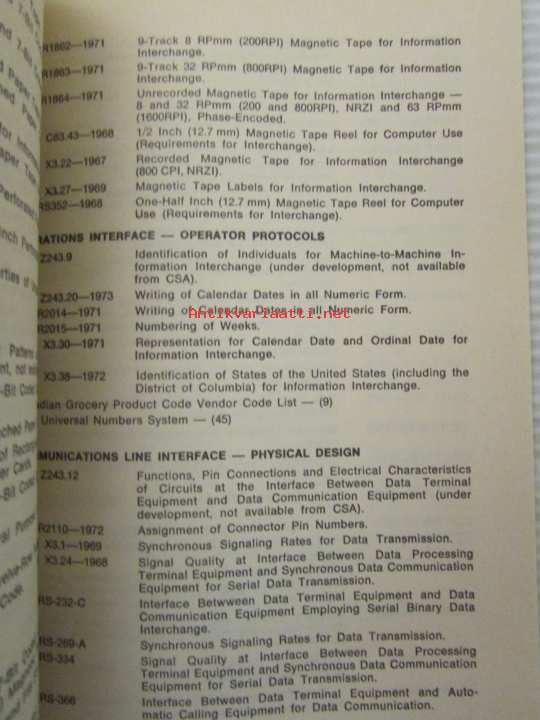 R1862—1971 9-Track 8 RPmm (200RPI) Magnetic Tape for Information
Interchange.
R1863—1971 9-Track 32 RPmm (800RPI) Magnetic Tape for Information
Interchange.
R1864—1971 Unrecorded Magnetic Tape for Information Interchange —
8 and 32 RPmm (200 and 800RPI), NRZI and 63 RPmm
(1600RPI), Phase-Encoded.
C83.43—1968 1/2 Inch (12.7 mm) Magnetic Tape Reel for Computer Use
(Requirements for Interchange).
X3.22—1967 Recorded Magnetic Tape for Information Interchange
(800 CPI, NRZI).
X3.27—1969 Magnetic Tape Labels for Information Interchange.
RS352—1968 One-Half Inch (12.7 mm) Magnetic Tape Reel for Computer
Use (Requirements for Interchange).
RATIONS INTERFACE — OPERATOR PROTOCOLS
Z243.9 Identification of Individuals for Machine-to-Machine In-
formation Interchange (under development, not available
from CSA).
Z243.20—1973 Writing of Calendar Dates in all Numeric Form.
R2014—1971 Writing of Calendar Dates in all Numeric Form.
Antikvariaatti.net
R2015—1971 Numbering of Weeks.
X3.30—1971 Representation for Calendar Date and Ordinal Date for
Information Interchange.
X3.38—1972 Identification of States of the United States (including the
District of Columbia) for Information Interchange.
dian Grocery Product Code Vendor Code List — (9)
Universal Numbers System — (45)
MUNICATIONS LINE INTERFACE — PHYSICAL DESIGN
Z243.12 Functions, Pin Connections and Electrical Characteristics
of Circuits at the Interface Between Data Terminal
Equipment and Data Communication Equipment (under
development, not available from CSA).
R2110—1972 Assignment of Connector Pin Numbers.
X3.1—1969 Synchronous Signaling Rates for Data Transmission.
X3.24—1968 Signal Quality at Interface Between Data Processing
Terminal Equipment and Synchronous Data Communication
Equipment for Serial Data Transmission.
RS-232-C Interface Betwween Data Terminal Equipment and Data
Communication Equipment Employing Serial Binary Data
Interchange.
RS-269-A Synchronous Signaling Rates for Data Transmission.
RS-334 Signal Quality at Interface Between Data Processing
Terminal Equipment and Synchronous Data Communication
Equipment for Serial Data Transmission.
RS-366 Interface Between Data Terminal Equipment and Auto-
matic Calling Equipment for Data Communication.